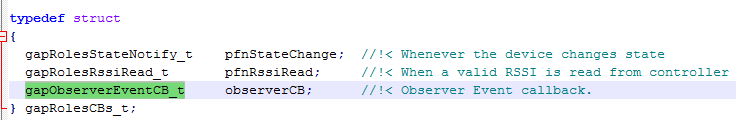 typedef struct
{
gapRolesStateNotify_t pfnStateChange; //!< Whenever the device changes state
gapRolesRssiRead_t pfnRssiRead; //!< When a valid RSSI is read from controller
gapObserverEventCB_t observerCB; //!< Observer Event callback.
} gapRolesCBs_t;